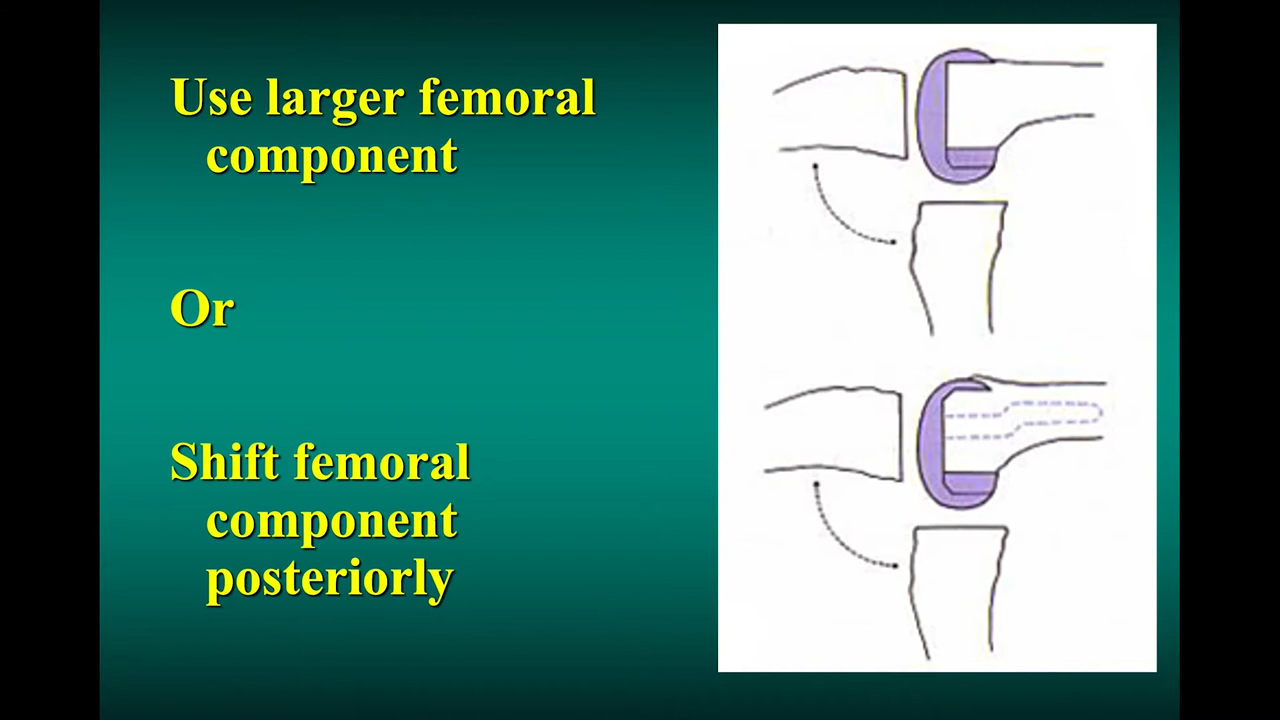 Use larger femoral
component
Or
Shift femoral
component
posteriorly